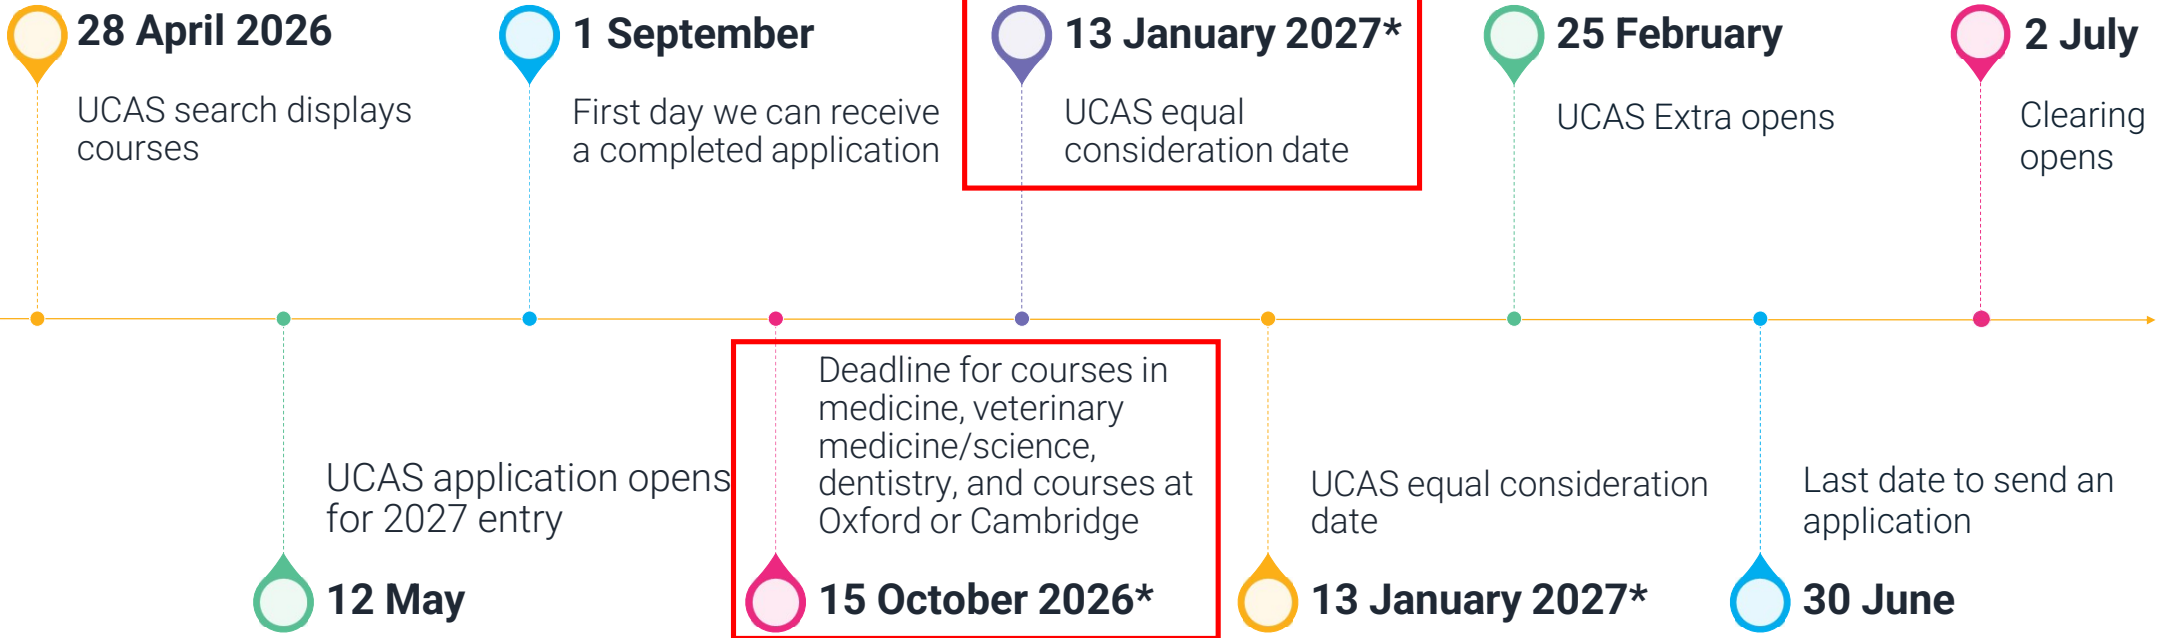 28 April 2026
UCAS search displays
courses
1 September
First day we can receive
a completed application
13 January 2027*
UCAS equal
consideration date
25 February
UCAS Extra opens
2 July
Clearing
opens
UCAS application opens
for 2027 entry
12 May
Deadline for courses in
medicine, veterinary
medicine/science,
dentistry, and courses at
Oxford or Cambridge
15 October 2026*
UCAS equal consideration
date
13 January 2027*
Last date to send an
application
30 June